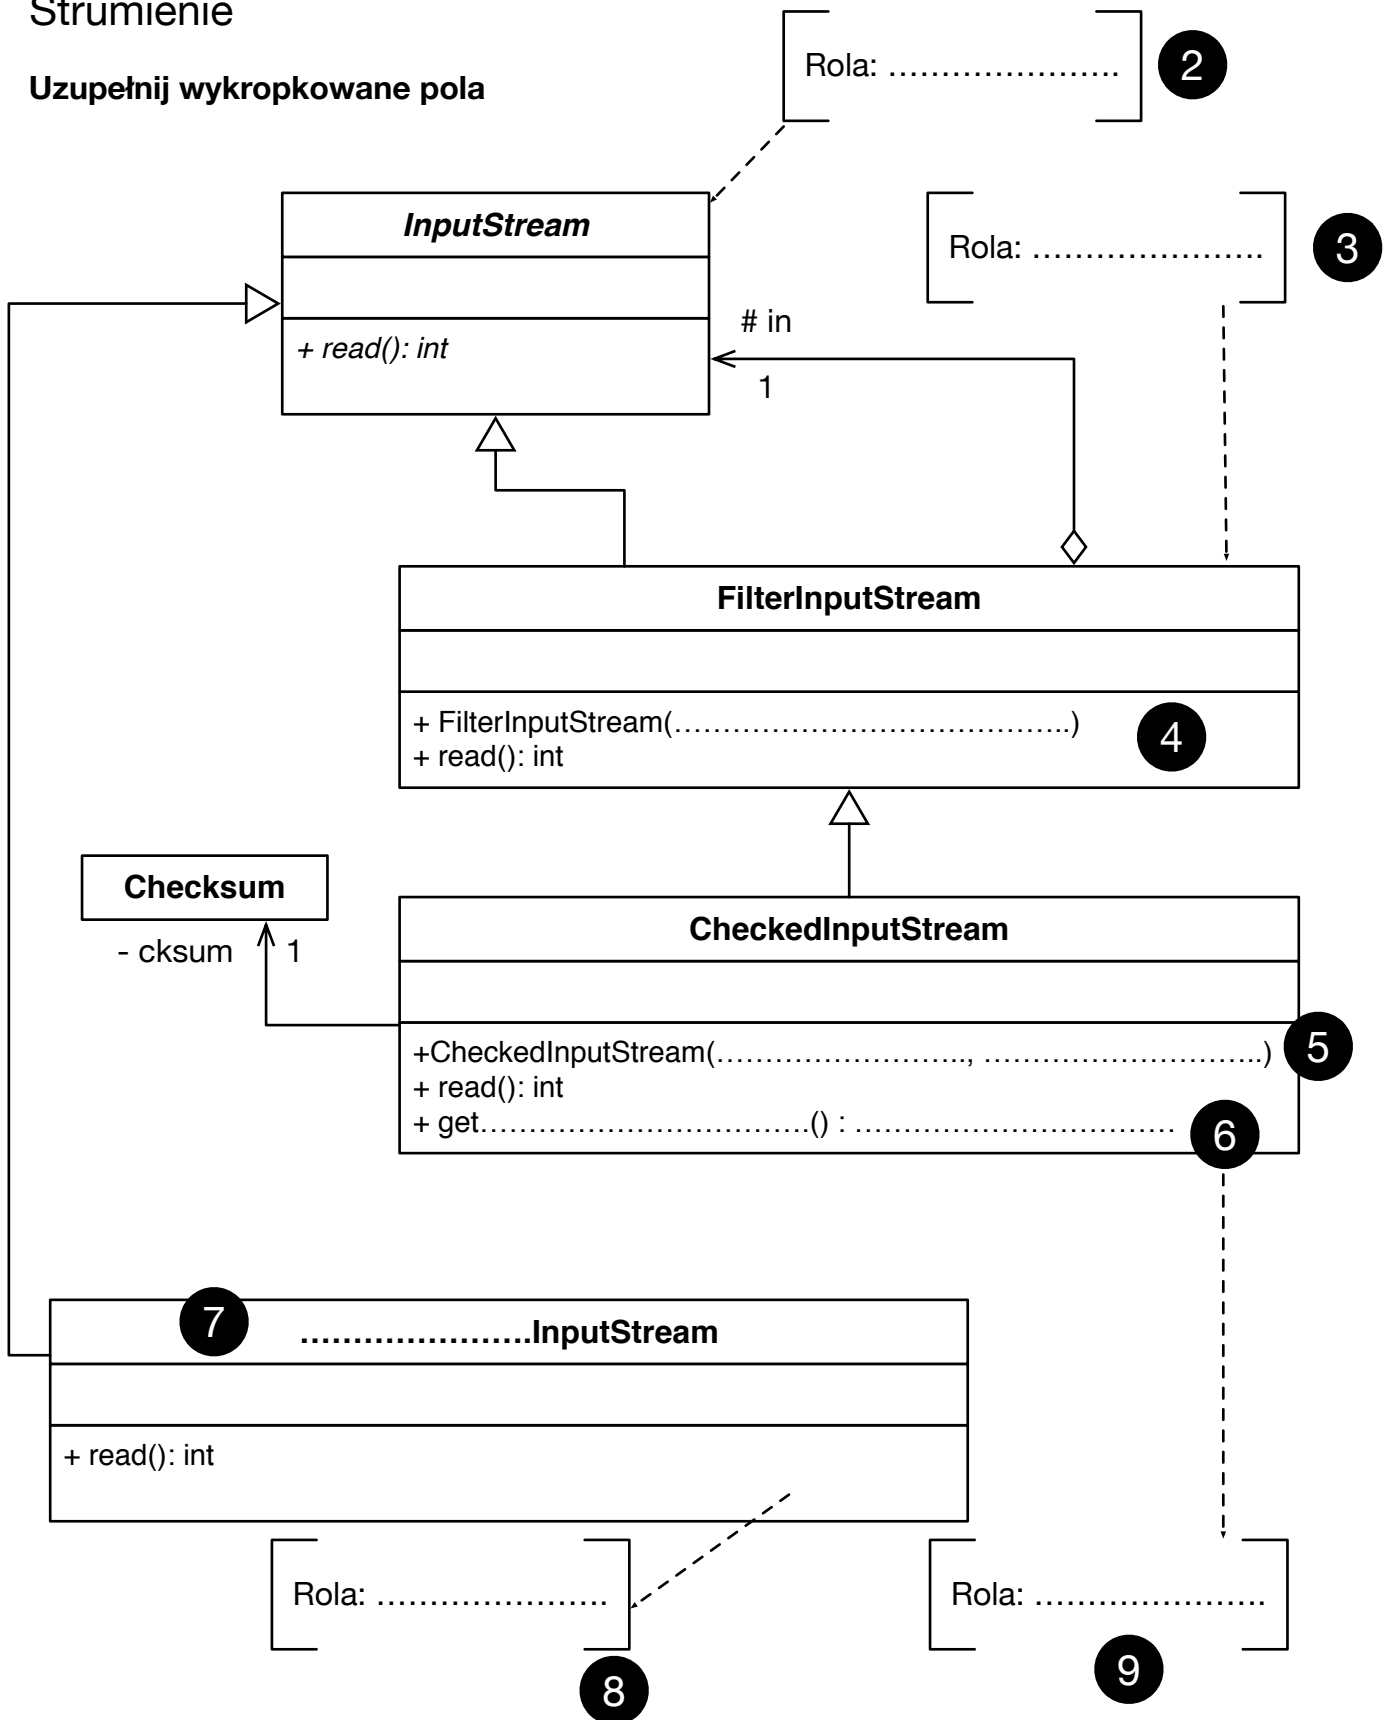 Strumienie
Uzupełnij wykropkowane pola
Rola: ………………….
2
InputStream
+ read(): int
Rola: ………………….
3
# in
1
FilterInputStream
+ FilterInputStream(…………………………………..)
4
+ read(): int
Checksum
- cksum
1
CheckedInputStream
+CheckedInputStream(…………………….., ………………………..)
5
+ read(): int
+ get…………………………….() : ……………………………
6
7
………………….InputStream
+ read(): int
Rola: ………………….
8
Rola: ………………….
9